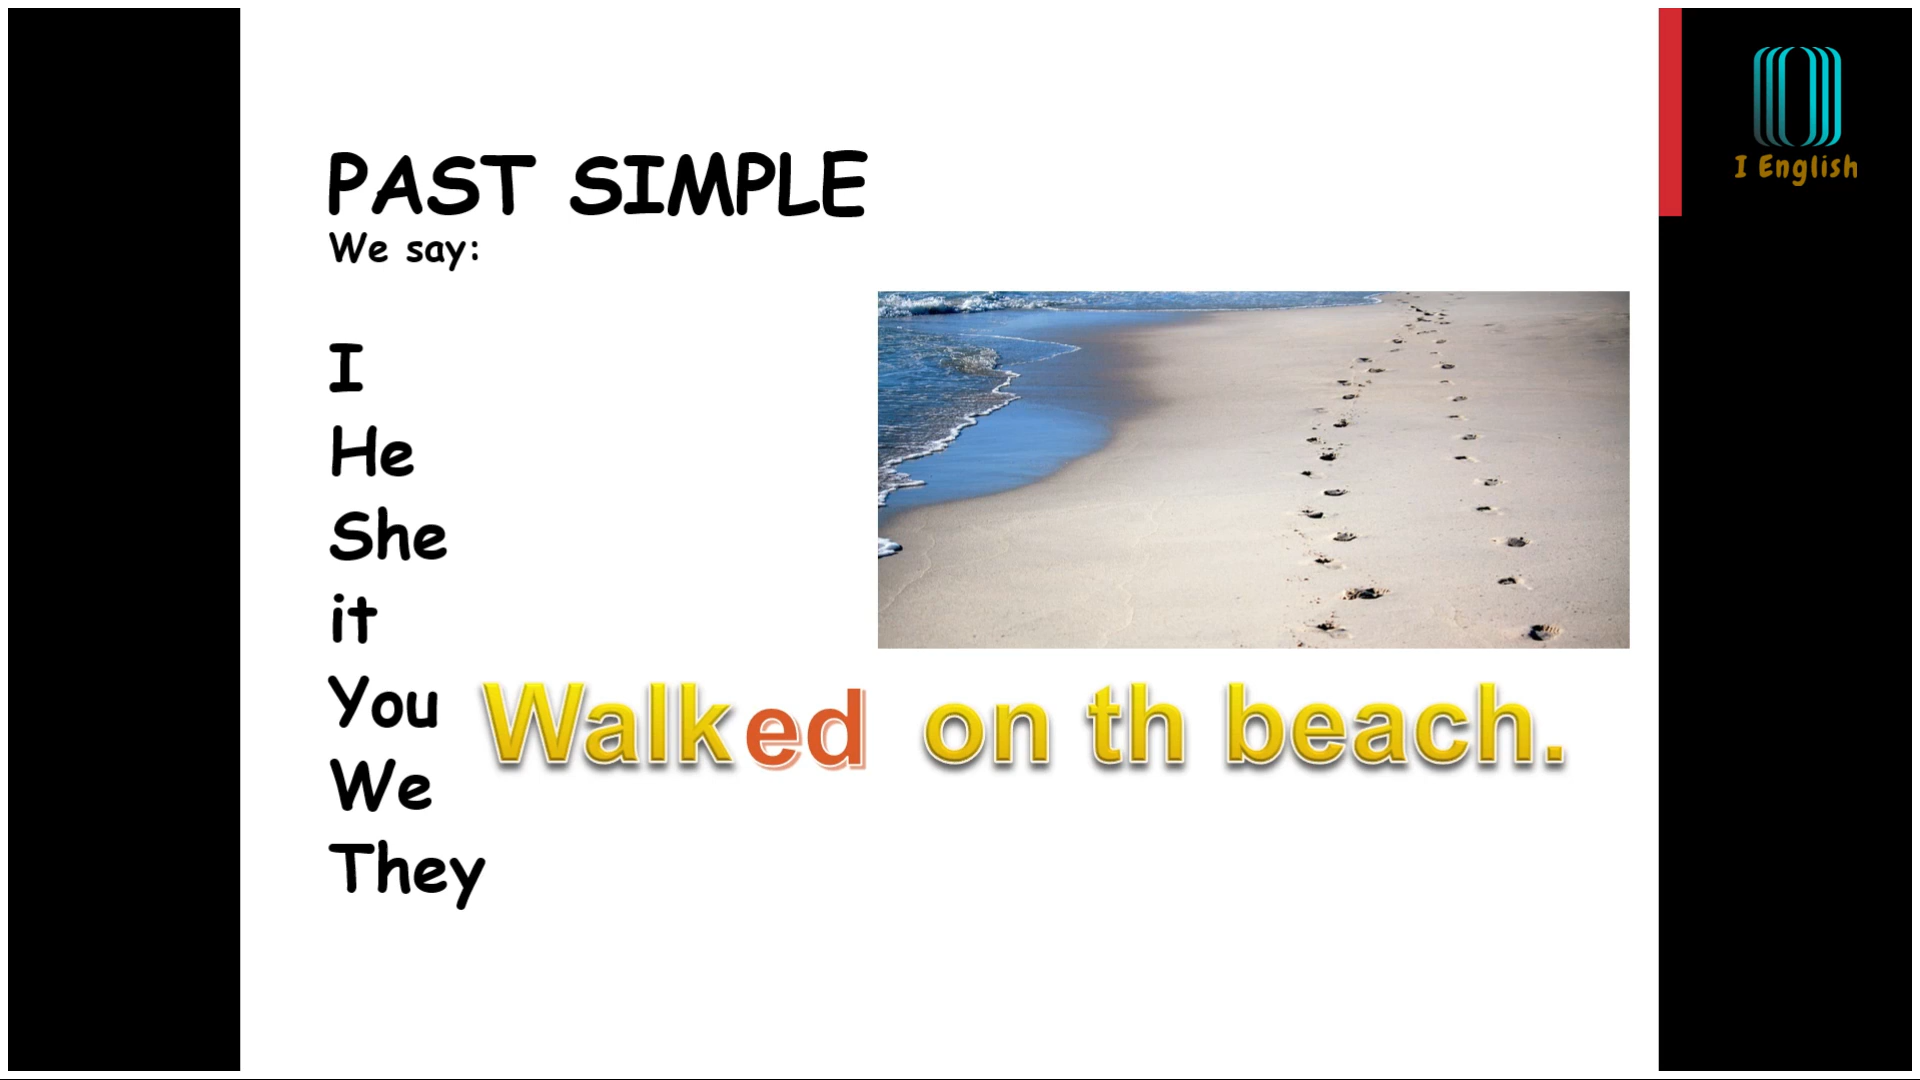 PAST SIMPLE
We say:
I
He
She
it
You
We
They
Walked on th beach.
I English